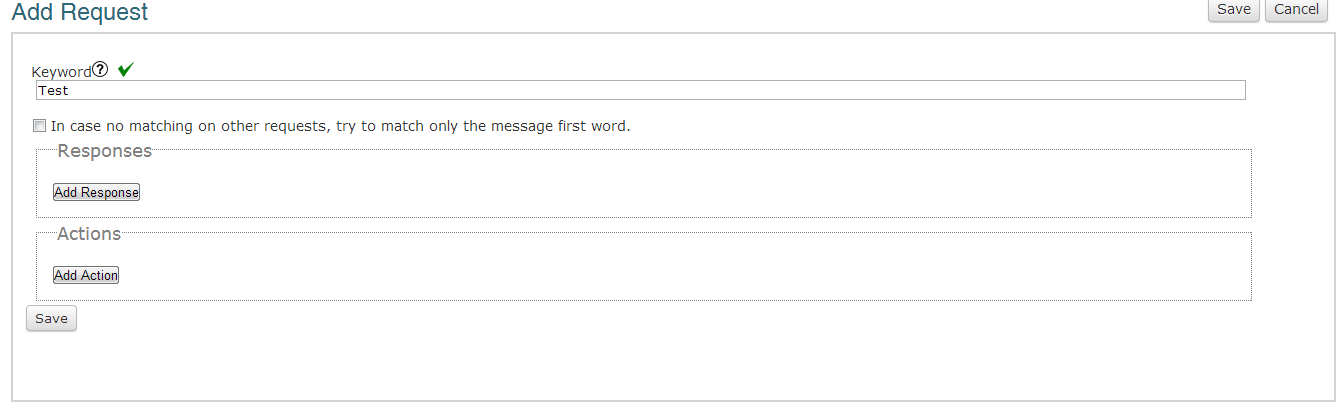 Add Request
Save Cancel
Keyword?
Test
In case no matching on other requests, try to match only the message first word.
Responses
Add Response
Actions
Add Action
Save